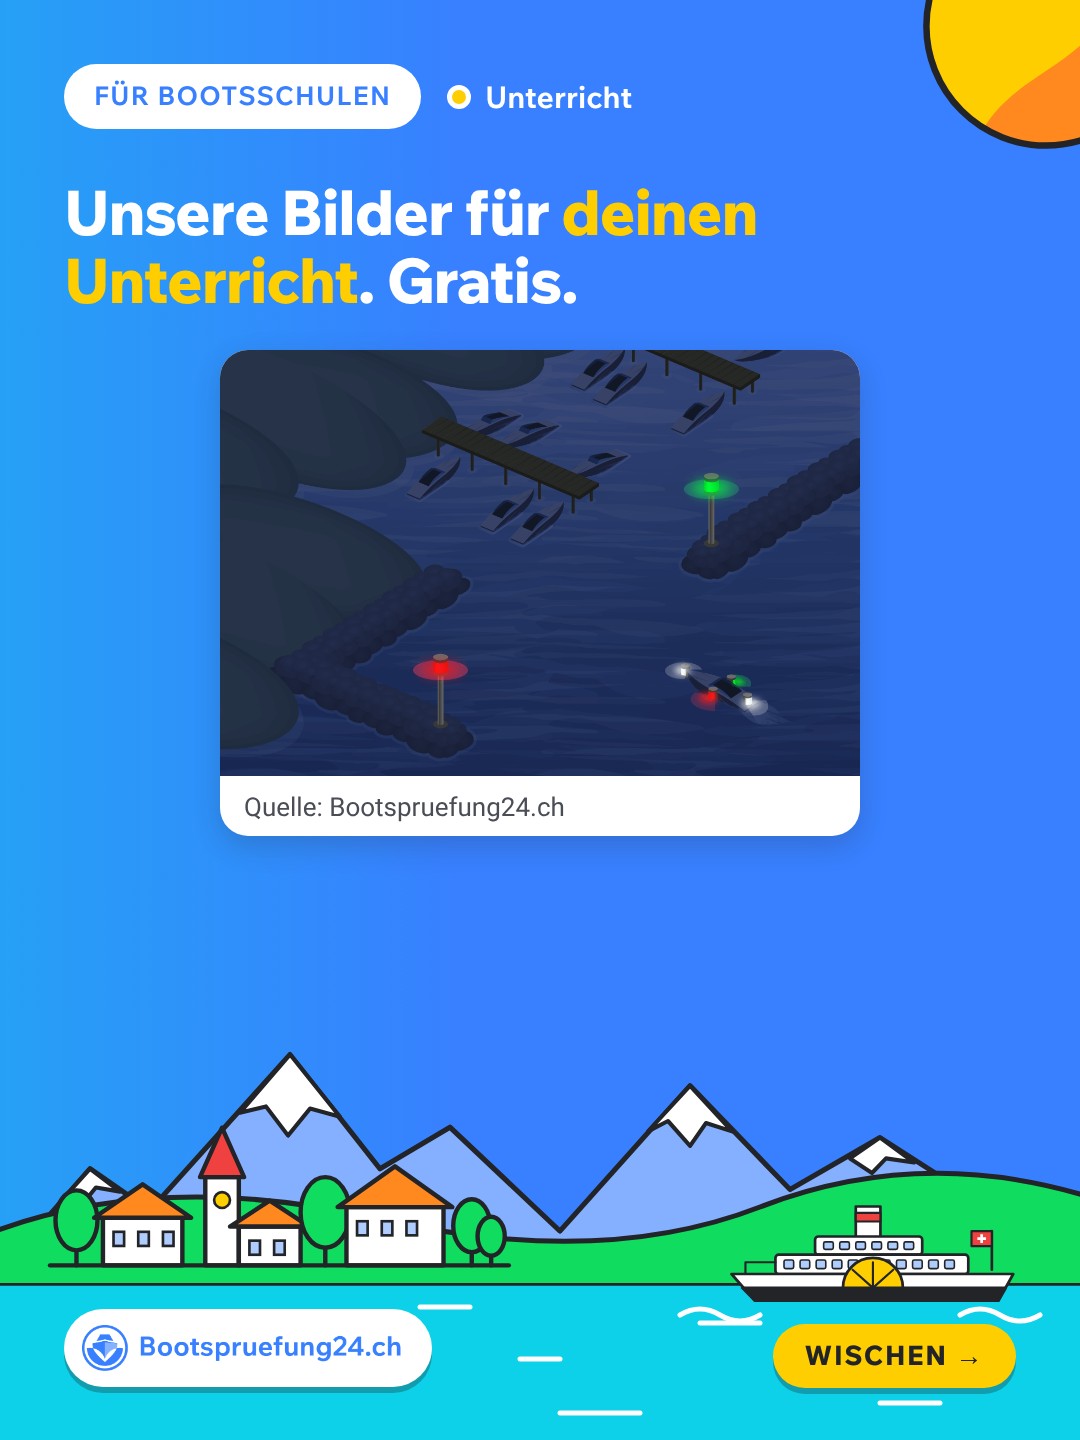 FÜR BOOTSSCHULEN
Unterricht
Unsere Bilder für deinen
Unterricht. Gratis.
Quelle: Bootspruefung24.ch
Bootspruefung24.ch
WISCHEN →